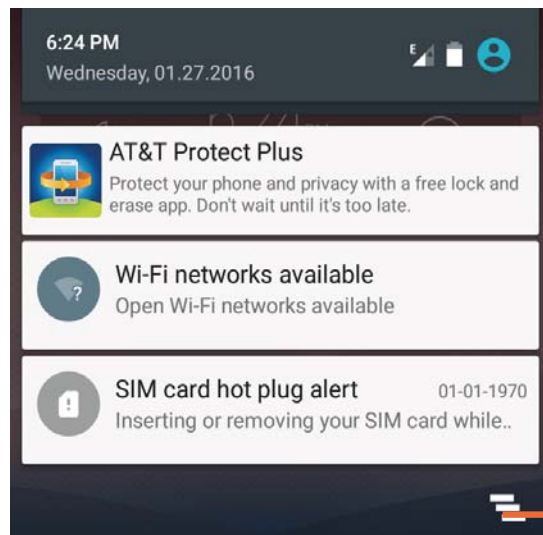 6:24 PM
Wednesday, 01.27.2016
E
AT&T Protect Plus
Protect your phone and privacy with a free lock and
erase app. Don't wait until it's too late.
?
Wi-Fi networks available
Open Wi-Fi networks available
!
SIM card hot plug alert 01-01-1970
Inserting or removing your SIM card while..